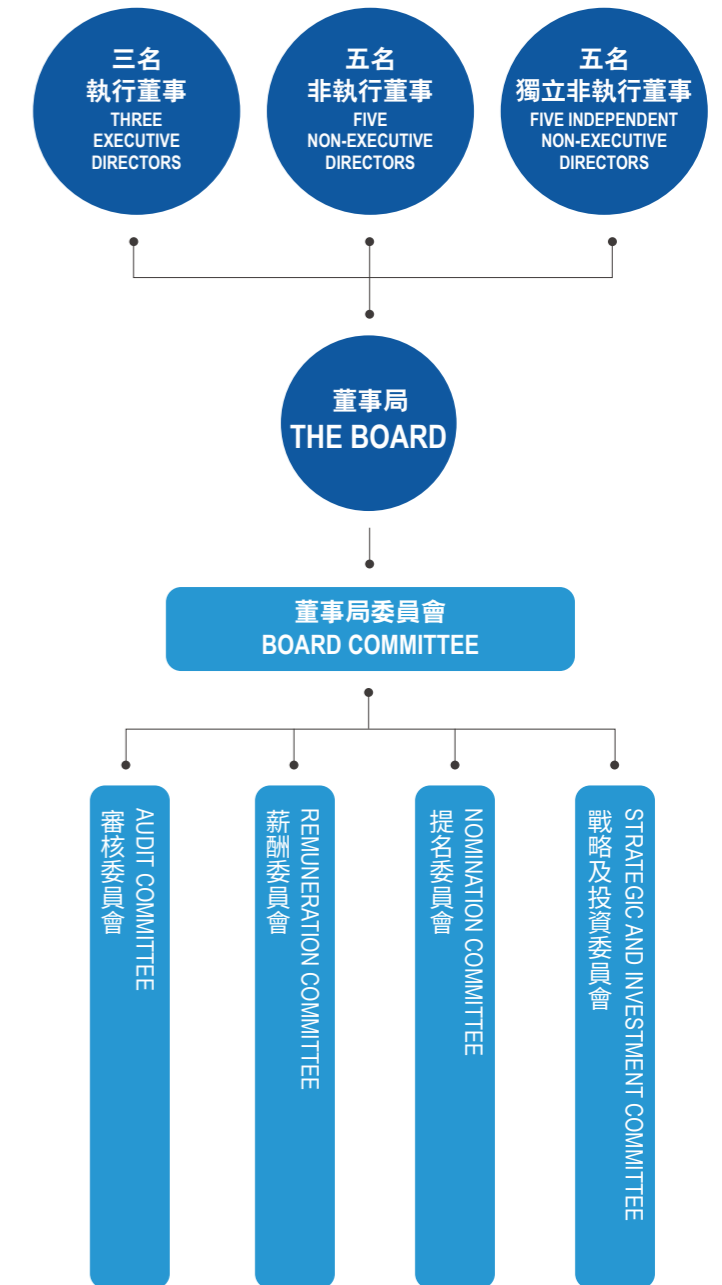 三名
執行董事
THREE
EXECUTIVE
DIRECTORS
五名
非執行董事
FIVE
NON-EXECUTIVE
DIRECTORS
五名
獨立非執行董事
FIVE INDEPENDENT
NON-EXECUTIVE
DIRECTORS
董事局
THE BOARD
董事局委員會
BOARD COMMITTEE
審核委員會
AUDIT COMMITTEE
薪酬委員會
REMUNERATION COMMITTEE
提名委員會
NOMINATION COMMITTEE
戰略及投資委員會
STRATEGIC AND INVESTMENT COMMITTEE